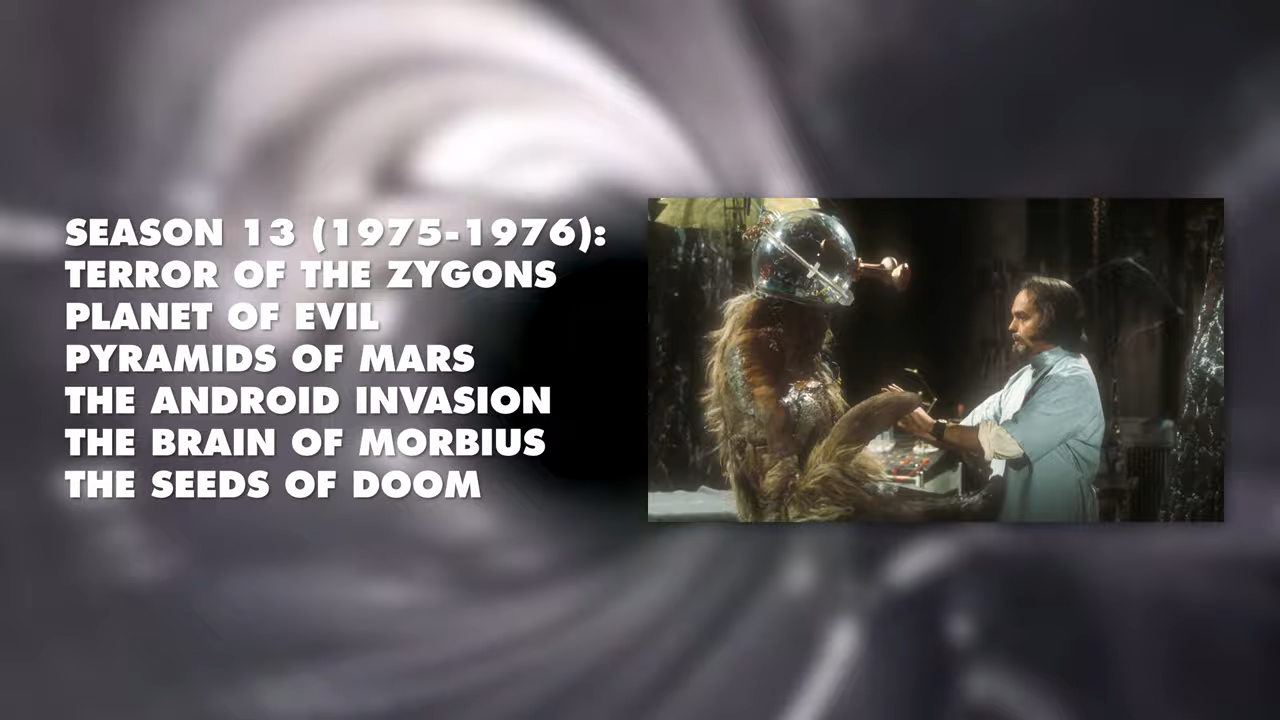 SEASON 13 (1975-1976):
TERROR OF THE ZYGONS
PLANET OF EVIL
PYRAMIDS OF MARS
THE ANDROID INVASION
THE BRAIN OF MORBIUS
THE SEEDS OF DOOM